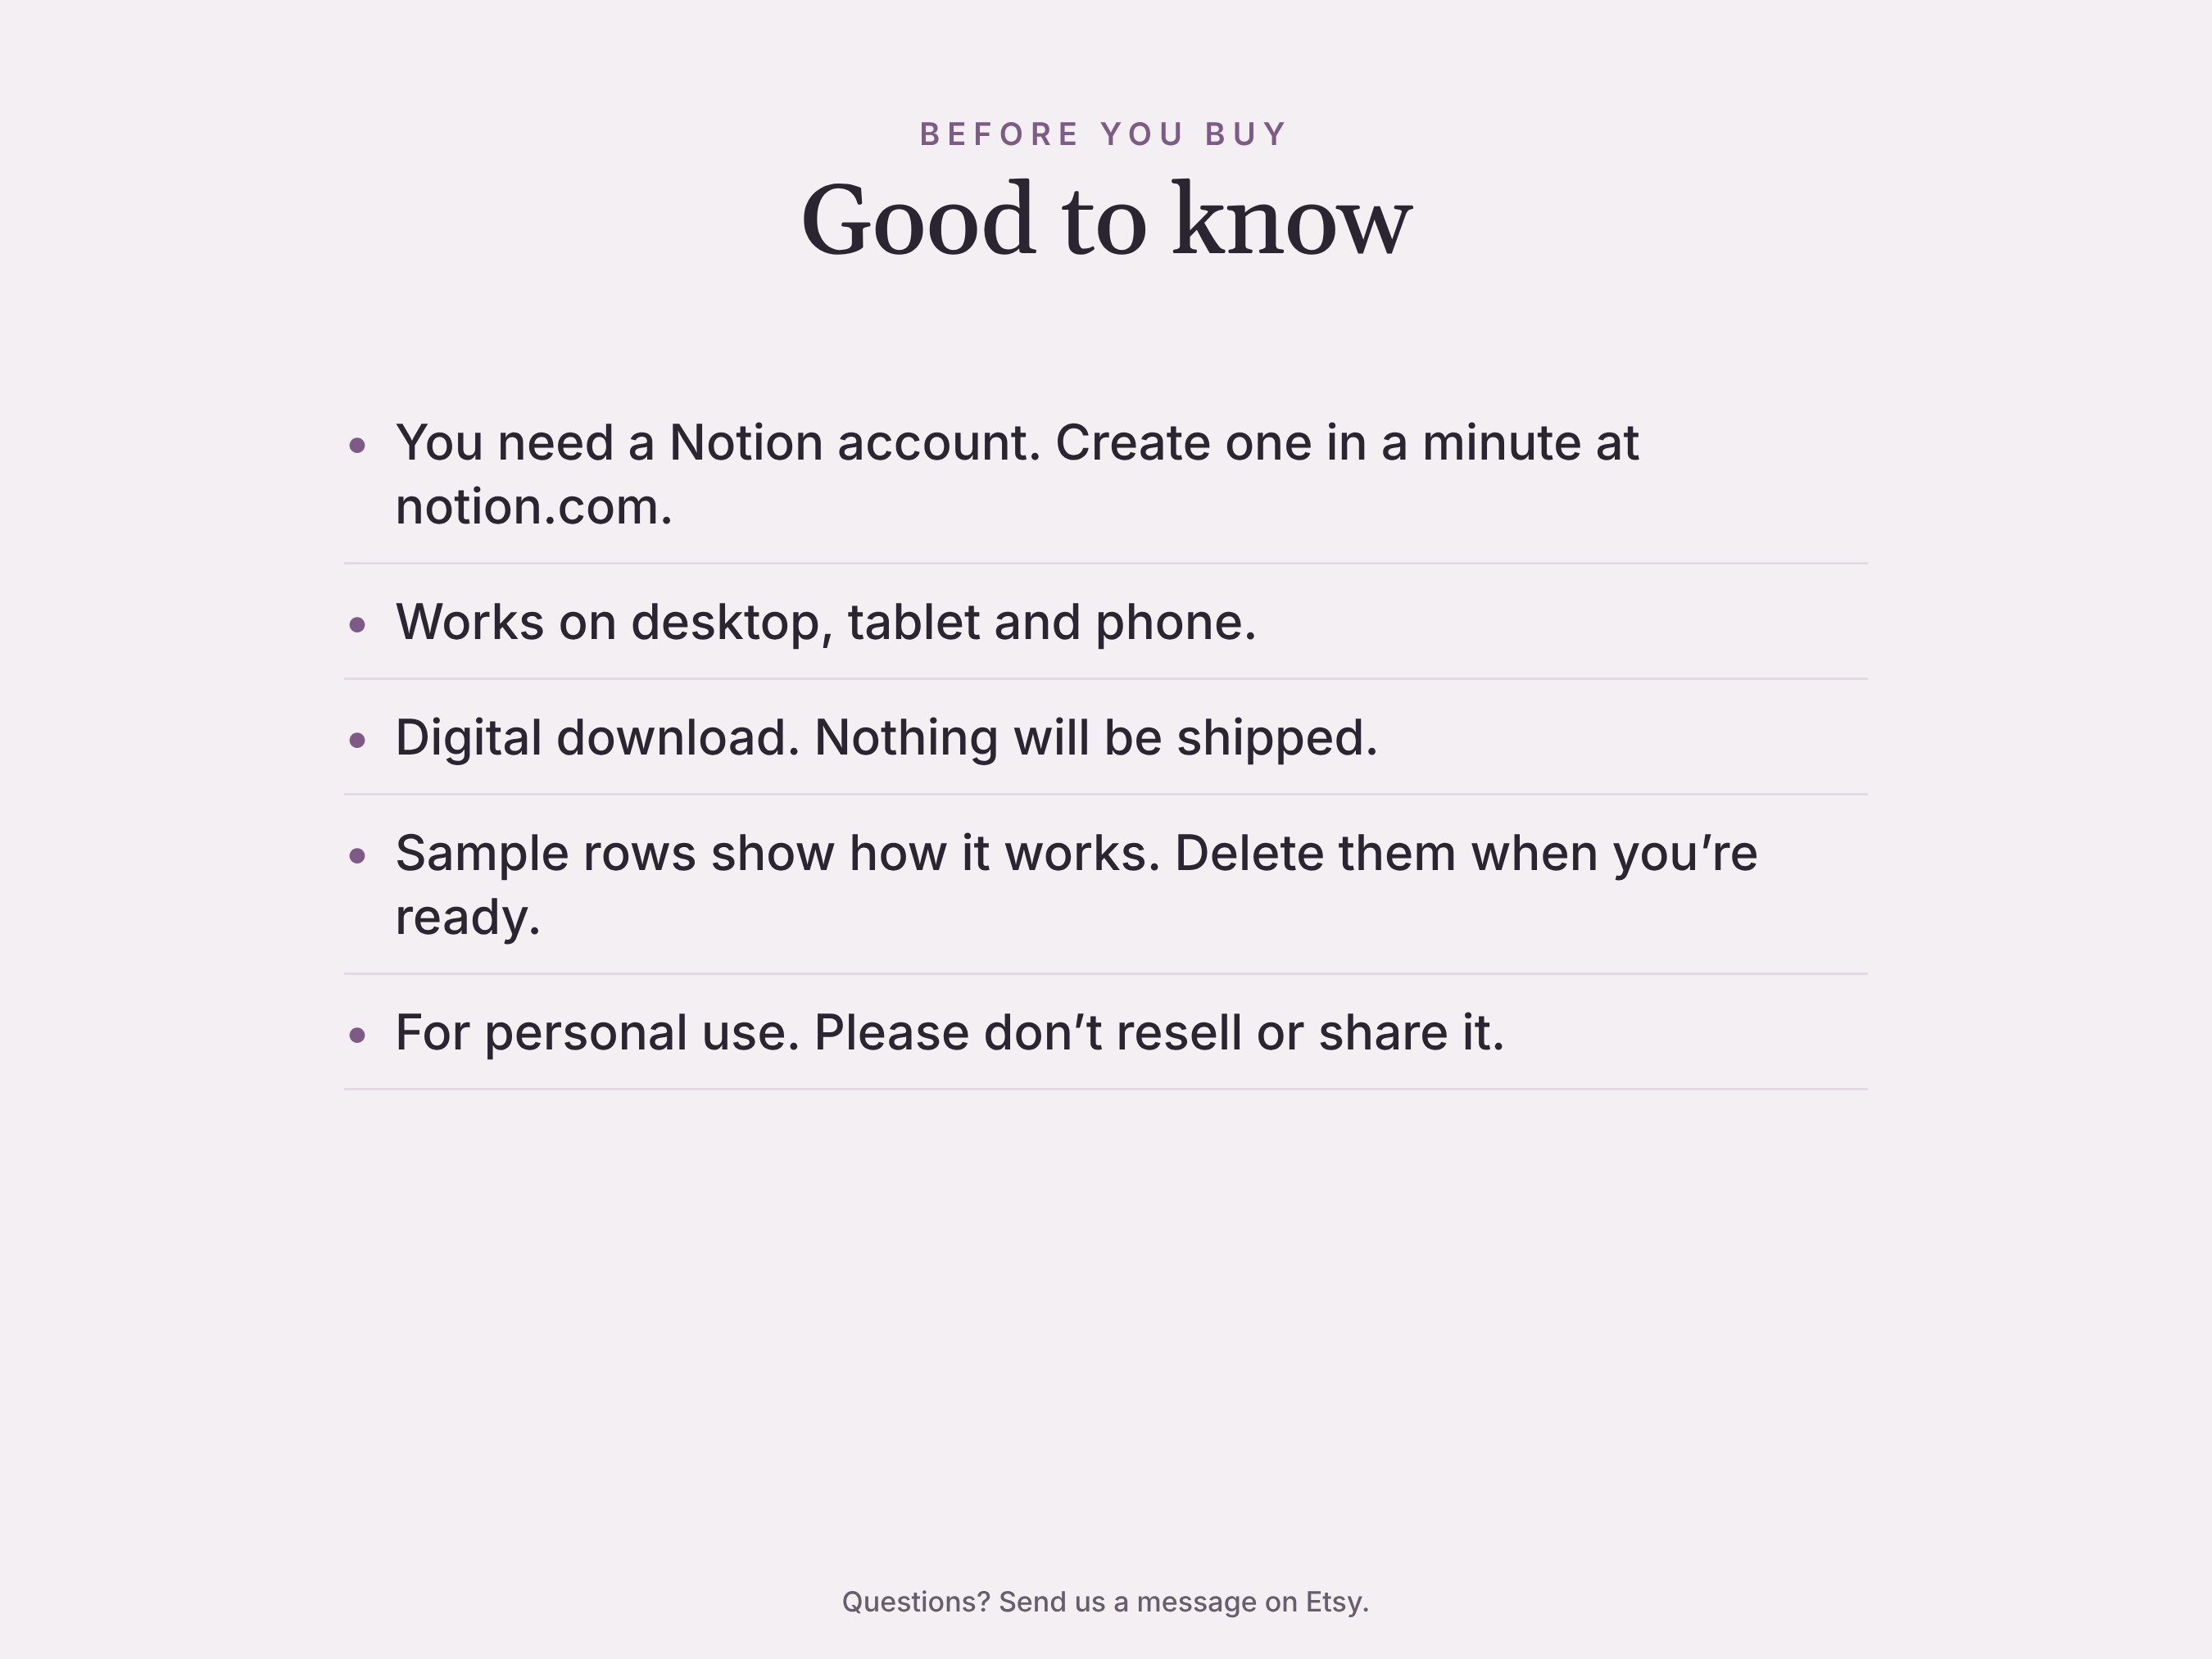 BEFORE YOU BUY
Good to know
You need a Notion account. Create one in a minute at
notion.com.
Works on desktop, tablet and phone.
Digital download. Nothing will be shipped.
Sample rows show how it works. Delete them when you’re
ready.
For personal use. Please don’t resell or share it.
Questions? Send us a message on Etsy.